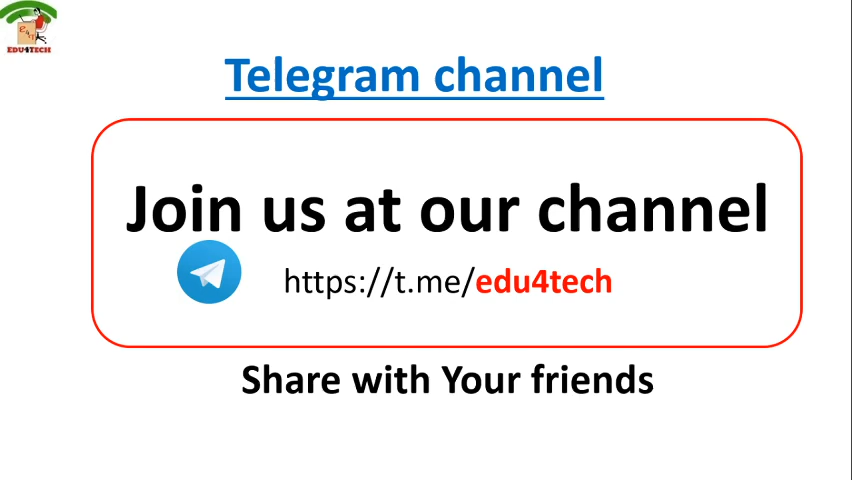 EDU4TECH
Telegram channel
Join us at our channel
https://t.me/edu4tech
Share with Your friends